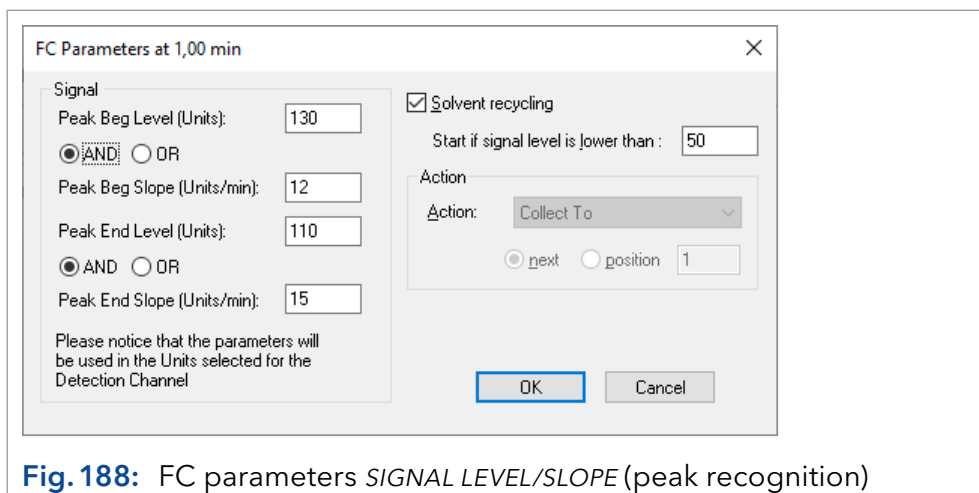 FC Parameters at 1,00 min
Signal
Peak Beg Level (Units): 130
AND OR
Peak Beg Slope (Units/min): 12
Peak End Level (Units): 110
AND OR
Peak End Slope (Units/min): 15
Please notice that the parameters will
be used in the Units selected for the
Detection Channel
Solvent recycling
Start if signal level is lower than : 50
Action
Action: Collect To
next position 1
OK Cancel
Fig. 188: FC parameters SIGNAL LEVEL/SLOPE (peak recognition)